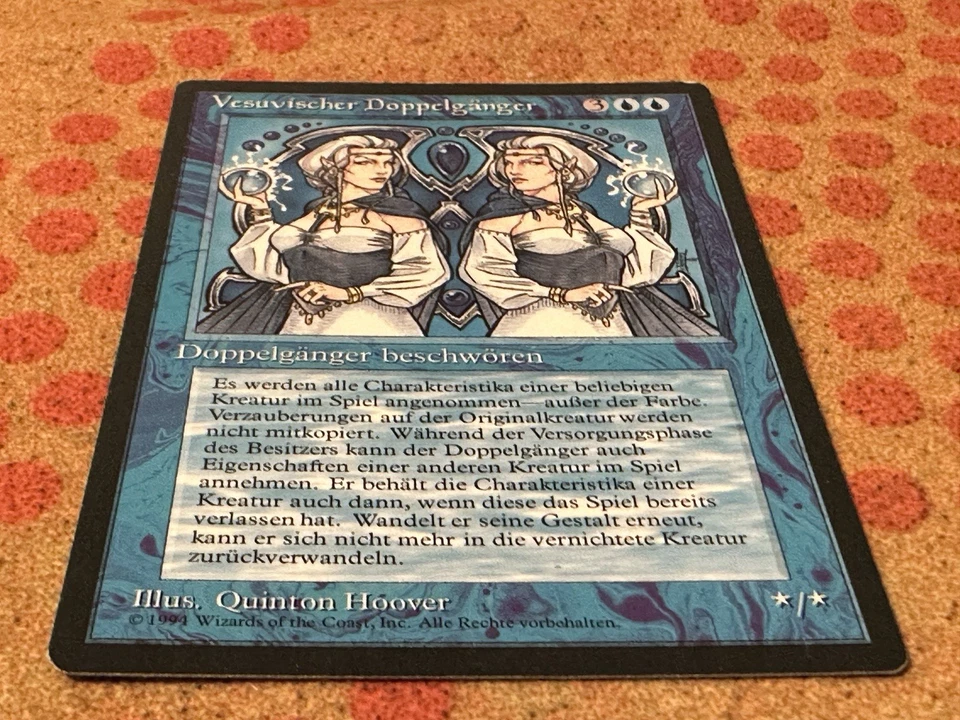 Vesuvischer Doppelgänger 3
Doppelgänger beschwören
Es werden alle Charakteristika einer beliebigen
Kreatur im Spiel angenommen—außer der Farbe.
Verzauberungen auf der Originalkreatur werden
nicht mitkopiert. Während der Versorgungsphase
des Besitzers kann der Doppelgänger auch
Eigenschaften einer anderen Kreatur im Spiel
annehmen. Er behält die Charakteristika einer
Kreatur auch dann, wenn diese das Spiel bereits
verlassen hat. Wandelt er seine Gestalt erneut,
kann er sich nicht mehr in die vernichtete Kreatur
zurückverwandeln.
Illus. Quinton Hoover ★/★
© 1994 Wizards of the Coast, Inc. Alle Rechte vorbehalten.